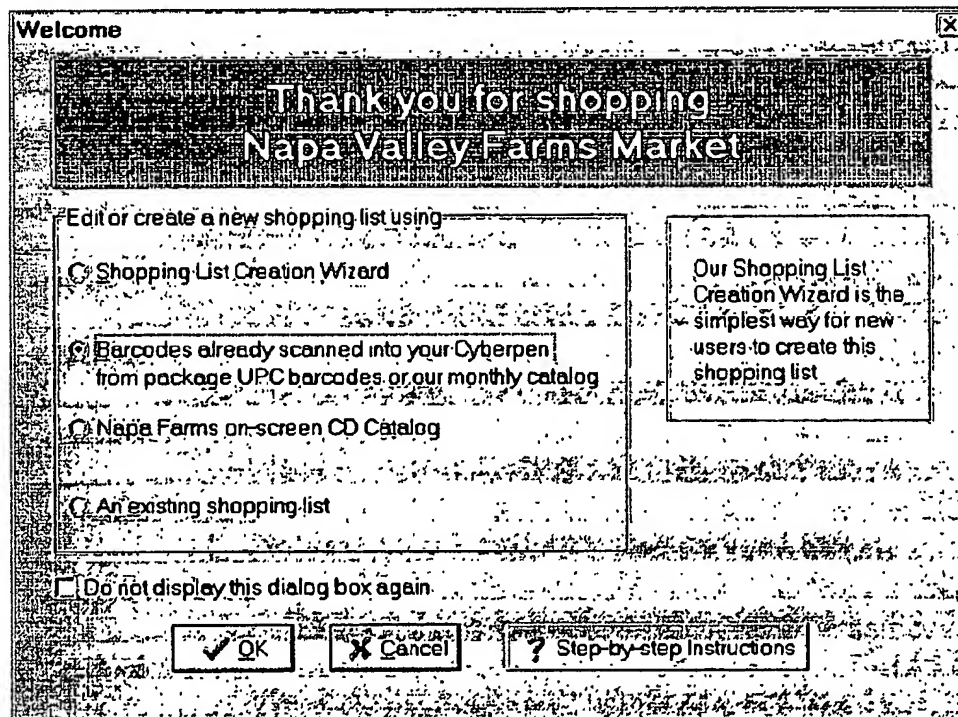 Welcome
Thank you for shopping
Napa Valley Farms Market
Edit or create a new shopping list using
Shopping List Creation Wizard
Barcodes already scanned into your Cyberpen
from package UPC barcodes or our monthly catalog
Napa Farms on-screen CD Catalog
An existing shopping list
Our Shopping List
Creation Wizard is the
simplest way for new
users to create this
shopping list
Do not display this dialog box again
OK
Cancel
? Step-by-step Instructions